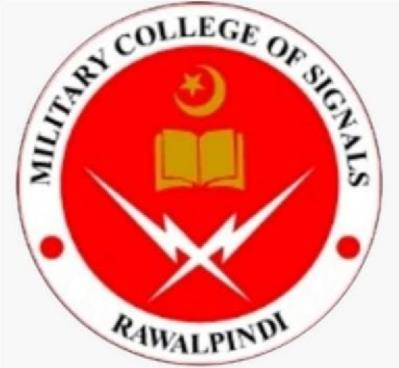 MILITARY COLLEGE OF SIGNALS
RAWALPINDI